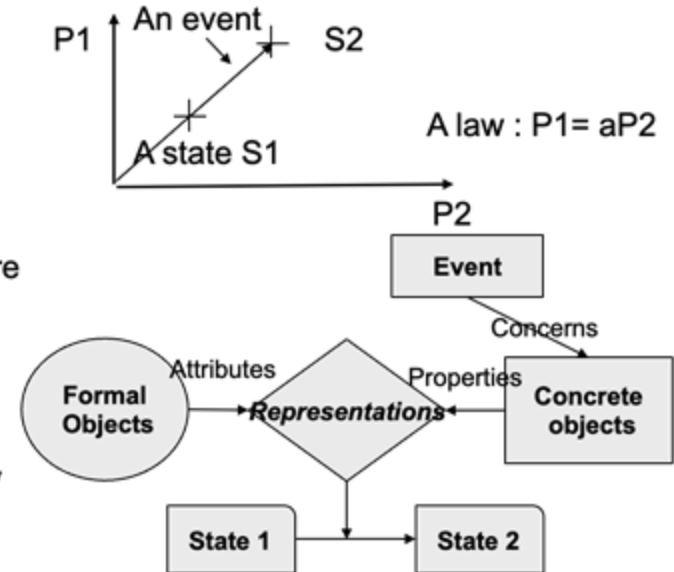 An event
P1
S2
A law : P1= aP2
A state S1
P2
re
Event
Concerns
Attributes
Properties
Formal
Objects
Representations
Concrete
objects
State 1
State 2